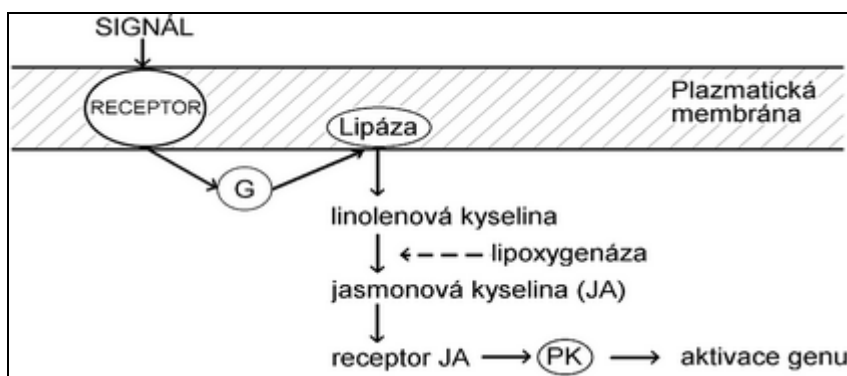 SIGNÁL
RECEPTOR
Plazmatická
membrána
Lipáza
G
linolenová kyselina
lipoxygenáza
jasmonová kyselina (JA)
receptor JA
PK
aktivace genu